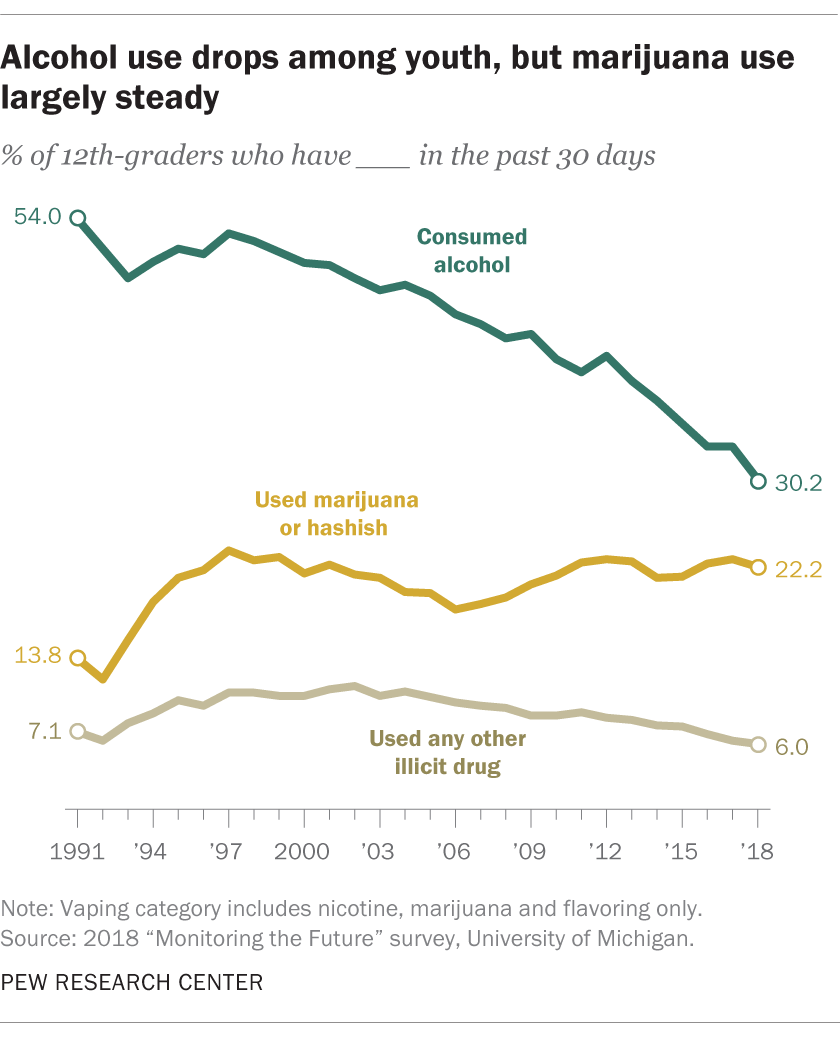 Alcohol use drops among youth, but marijuana use
largely steady
% of 12th-graders who have ___ in the past 30 days
54.0
Consumed
alcohol
30.2
Used marijuana
or hashish
22.2
13.8
7.1
Used any other
illicit drug
6.0
1991 ’94 ’97 2000 ’03 ’06 ’09 ’12 ’15 ’18
Note: Vaping category includes nicotine, marijuana and flavoring only.
Source: 2018 “Monitoring the Future” survey, University of Michigan.
PEW RESEARCH CENTER